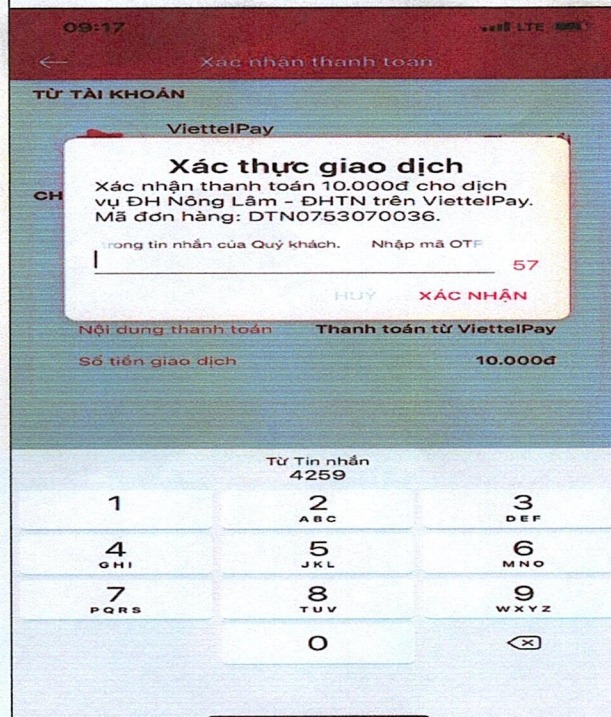 09:17
LTE
Xác nhận thanh toán
TỪ TÀI KHOẢN
ViettelPay
CH
Xác thực giao dịch
Xác nhận thanh toán 10.000đ cho dịch
vụ ĐH Nông Lâm - ĐHTN trên ViettelPay.
Mã đơn hàng: DTN0753070036.
trong tin nhắn của Quý khách. Nhập mã OTP
57
HUỶ XÁC NHẬN
Nội dung thanh toán Thanh toán từ ViettelPay
Số tiền giao dịch 10.000đ
Từ Tin nhắn
4259
1 2 3
ABC DEF
4 5 6
GHI JKL MNO
7 8 9
PQRS TUV WXYZ
0